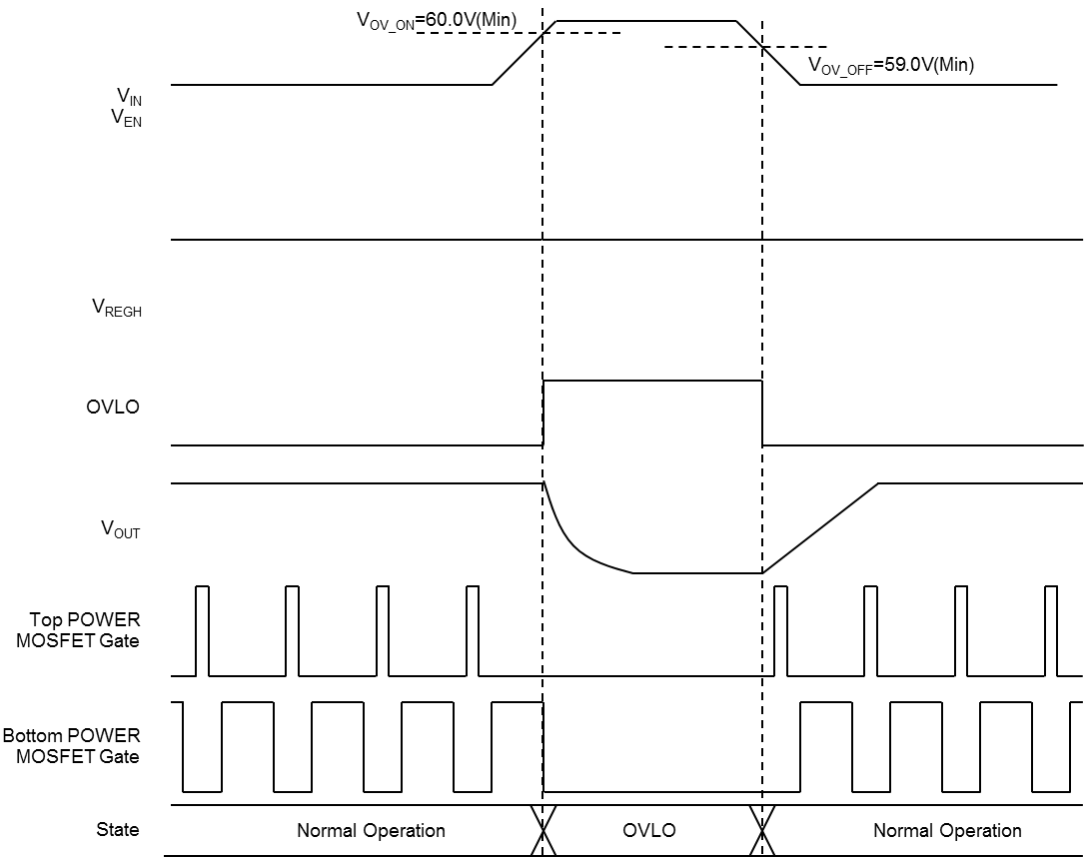 V_OV_ON=60.0V(Min)
V_OV_OFF=59.0V(Min)
V_IN
V_EN
V_REGH
OVLO
V_OUT
Top POWER
MOSFET Gate
Bottom POWER
MOSFET Gate
State
Normal Operation
OVLO
Normal Operation